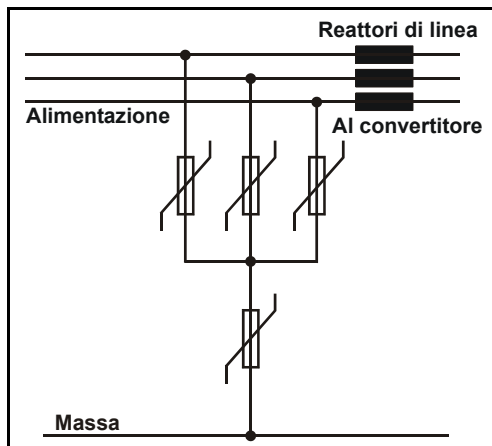 Reattori di linea
Alimentazione
Al convertitore
Massa